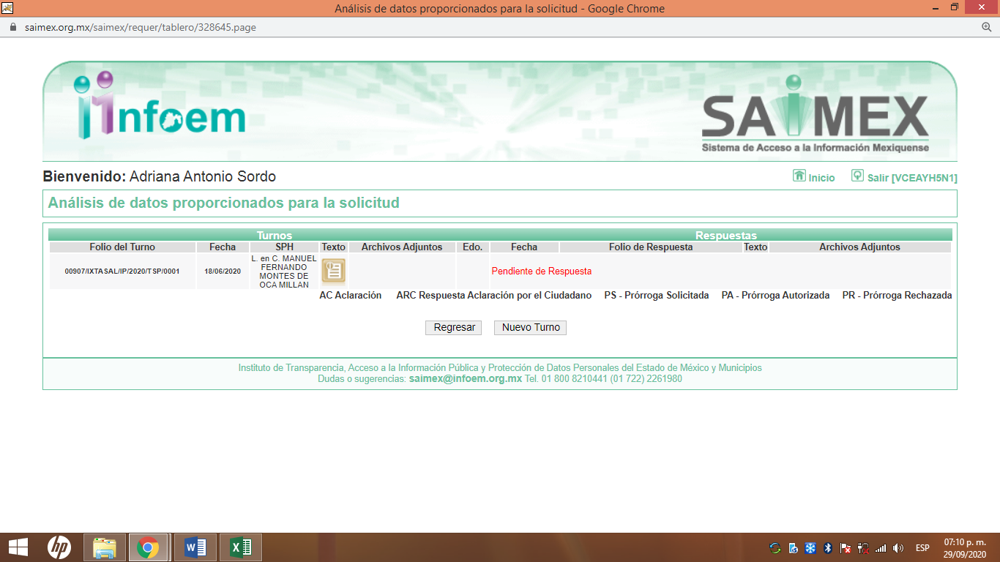 Análisis de datos proporcionados para la solicitud - Google Chrome
saimex.org.mx/saimex/requer/tablero/328645.page
infoem
SAIMEX
Sistema de Acceso a la Información Mexiquense
Bienvenido: Adriana Antonio Sordo
Inicio Salir [VCEAYH5N1]
Análisis de datos proporcionados para la solicitud
Turnos Respuestas
Folio del Turno Fecha SPH Texto Archivos Adjuntos Edo. Fecha Folio de Respuesta Texto Archivos Adjuntos
00907/IXTASAL/IP/2020/TSP/0001 18/06/2020 L. en C. MANUEL
FERNANDO
MONTES DE
OCA MILLAN
Pendiente de Respuesta
AC Aclaración ARC Respuesta Aclaración por el Ciudadano PS - Prórroga Solicitada PA - Prórroga Autorizada PR - Prórroga Rechazada
Regresar Nuevo Turno
Instituto de Transparencia, Acceso a la Información Pública y Protección de Datos Personales del Estado de México y Municipios
Dudas o sugerencias: saimex@infoem.org.mx Tel. 01 800 8210441 (01 722) 2261980
hp
ESP
07:10 p. m.
29/09/2020